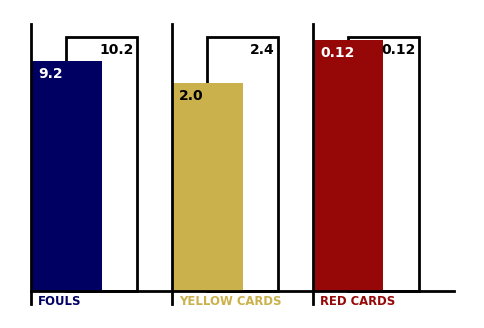 10.2
9.2
2.4
2.0
0.12
0.12
FOULS
YELLOW CARDS
RED CARDS